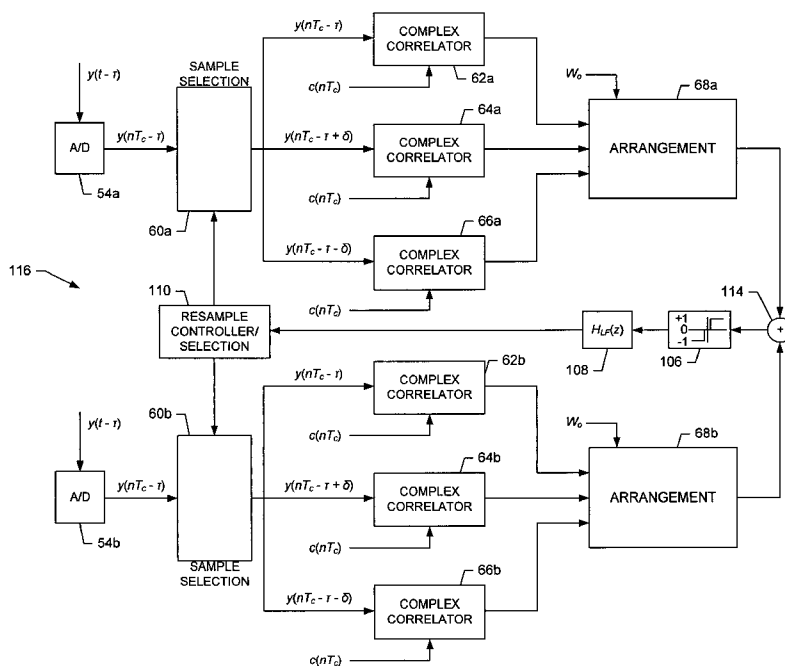 y(nTc - τ)
COMPLEX
CORRELATOR
62a
c(nTc)
y(t - τ)
SAMPLE
SELECTION
A/D
54a
y(nTc - τ)
60a
y(nTc - τ + δ)
64a
COMPLEX
CORRELATOR
c(nTc)
Wo
68a
ARRANGEMENT
66a
y(nTc - τ - δ)
COMPLEX
CORRELATOR
c(nTc)
116
110
RESAMPLE
CONTROLLER/
SELECTION
HLF(z)
108
+1
0
-1
106
114
+
62b
y(nTc - τ)
COMPLEX
CORRELATOR
c(nTc)
60b
y(t - τ)
A/D
54b
y(nTc - τ)
SAMPLE
SELECTION
64b
y(nTc - τ + δ)
COMPLEX
CORRELATOR
c(nTc)
Wo
68b
ARRANGEMENT
66b
y(nTc - τ - δ)
COMPLEX
CORRELATOR
c(nTc)